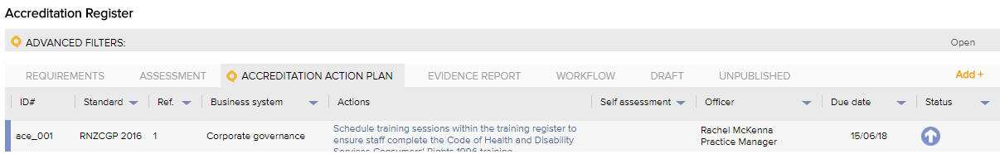 Accreditation Register
ADVANCED FILTERS: Open
REQUIREMENTS ASSESSMENT ACCREDITATION ACTION PLAN EVIDENCE REPORT WORKFLOW DRAFT UNPUBLISHED Add +
ID# Standard Ref. Business system Actions Self assessment Officer Due date Status
ace_001 RNZCGP 2016 1 Corporate governance Schedule training sessions within the training register to Rachel McKenna 15/06/18
ensure staff complete the Code of Health and Disability Practice Manager
Services Consumers' Rights 1996 training